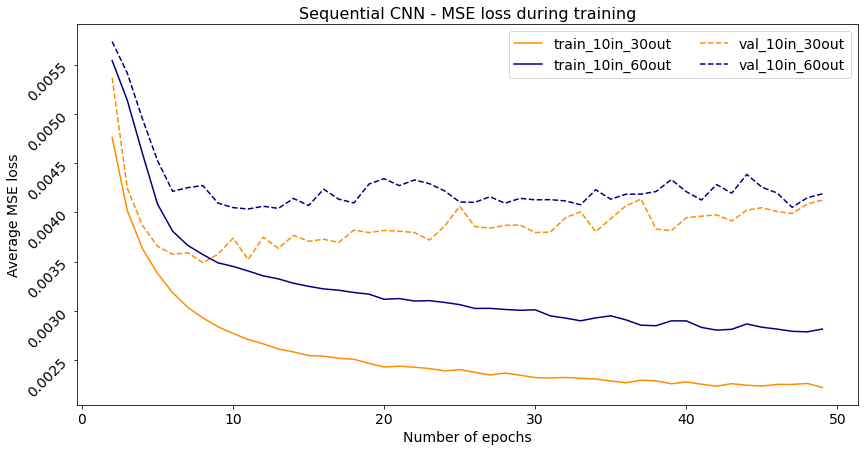 Sequential CNN - MSE loss during training
train_10in_30out
train_10in_60out
val_10in_30out
val_10in_60out
Average MSE loss
0.0055
0.0050
0.0045
0.0040
0.0035
0.0030
0.0025
0 10 20 30 40 50
Number of epochs